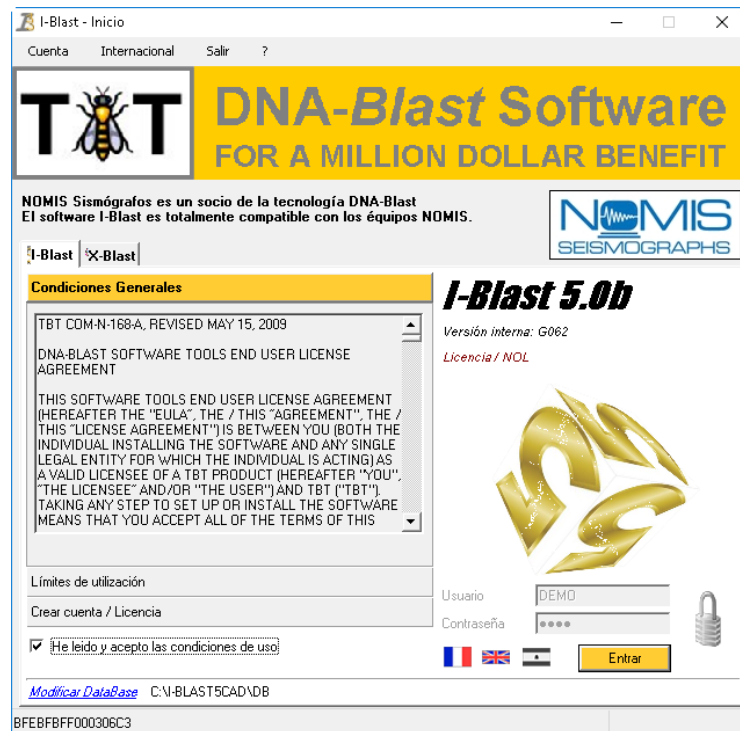 I-Blast - Inicio
Cuenta Internacional Salir ?
TBT
DNA-Blast Software
FOR A MILLION DOLLAR BENEFIT
NOMIS Sismógrafos es un socio de la tecnología DNA-Blast
El software I-Blast es totalmente compatible con los équipos NOMIS.
NOMIS
SEISMOGRAPHS
I-Blast X-Blast
Condiciones Generales
TBT COM-N-168-A, REVISED MAY 15, 2009
DNA-BLAST SOFTWARE TOOLS END USER LICENSE
AGREEMENT
THIS SOFTWARE TOOLS END USER LICENSE AGREEMENT
(HEREAFTER THE "EULA", THE / THIS "AGREEMENT", THE /
THIS "LICENSE AGREEMENT") IS BETWEEN YOU (BOTH THE
INDIVIDUAL INSTALLING THE SOFTWARE AND ANY SINGLE
LEGAL ENTITY FOR WHICH THE INDIVIDUAL IS ACTING) AS
A VALID LICENSEE OF A TBT PRODUCT (HEREAFTER "YOU",
"THE LICENSEE" AND/OR "THE USER") AND TBT ("TBT").
TAKING ANY STEP TO SET UP OR INSTALL THE SOFTWARE
MEANS THAT YOU ACCEPT ALL OF THE TERMS OF THIS
Límites de utilización
Crear cuenta / Licencia
He leido y acepto las condiciones de uso
Modificar DataBase C:\I-BLAST5CAD\DB
I-Blast 5.0b
Versión interna: G062
Licencia / NOL
Usuario DEMO
Contraseña ••••
Entrar
BFEBFBFF000306C3